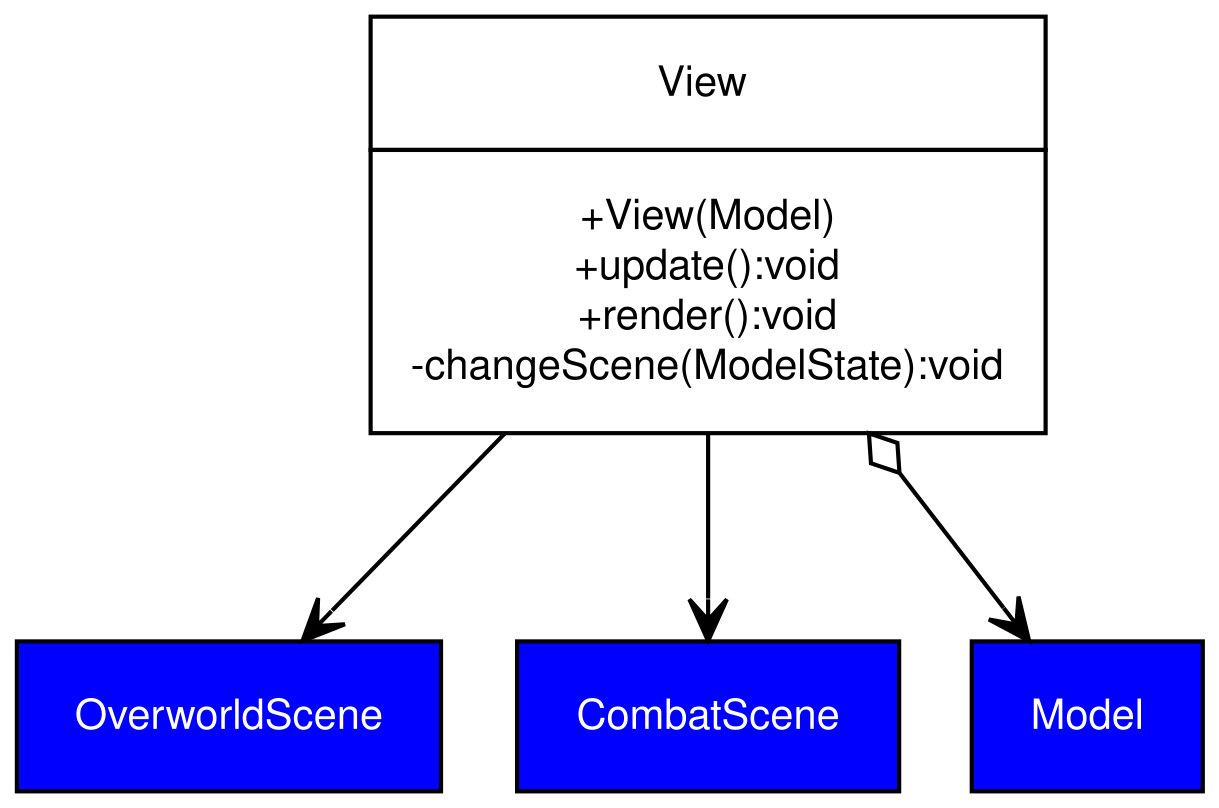 View
+View(Model)
+update():void
+render():void
-changeScene(ModelState):void
OverworldScene
CombatScene
Model